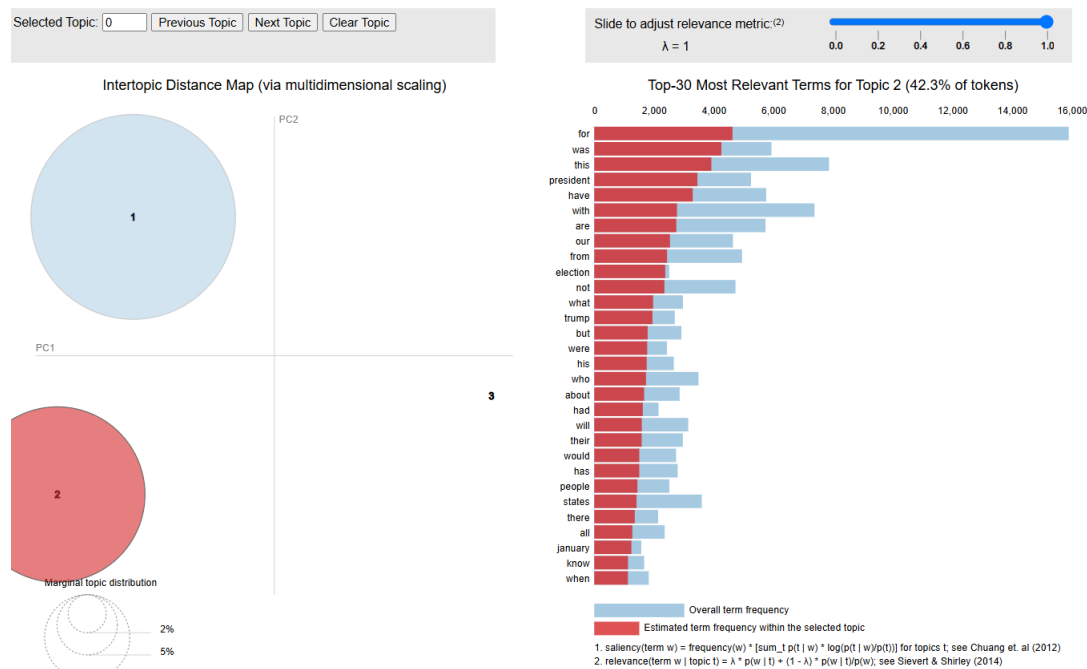 Selected Topic: 0 Previous Topic Next Topic Clear Topic
Slide to adjust relevance metric:(2)
λ = 1
0.0 0.2 0.4 0.6 0.8 1.0
Intertopic Distance Map (via multidimensional scaling)
PC2
PC1
1
2
3
Marginal topic distribution
2%
5%
Top-30 Most Relevant Terms for Topic 2 (42.3% of tokens)
0 2,000 4,000 6,000 8,000 10,000 12,000 14,000 16,000
for
was
this
president
have
with
are
our
from
election
not
what
trump
but
were
his
who
about
had
will
their
would
has
people
states
there
all
january
know
when
Overall term frequency
Estimated term frequency within the selected topic
1. saliency(term w) = frequency(w) * [sum_t p(t | w) * log(p(t | w)/p(t))] for topics t; see Chuang et. al (2012)
2. relevance(term w | topic t) = λ * p(w | t) + (1 - λ) * p(w | t)/p(w); see Sievert & Shirley (2014)